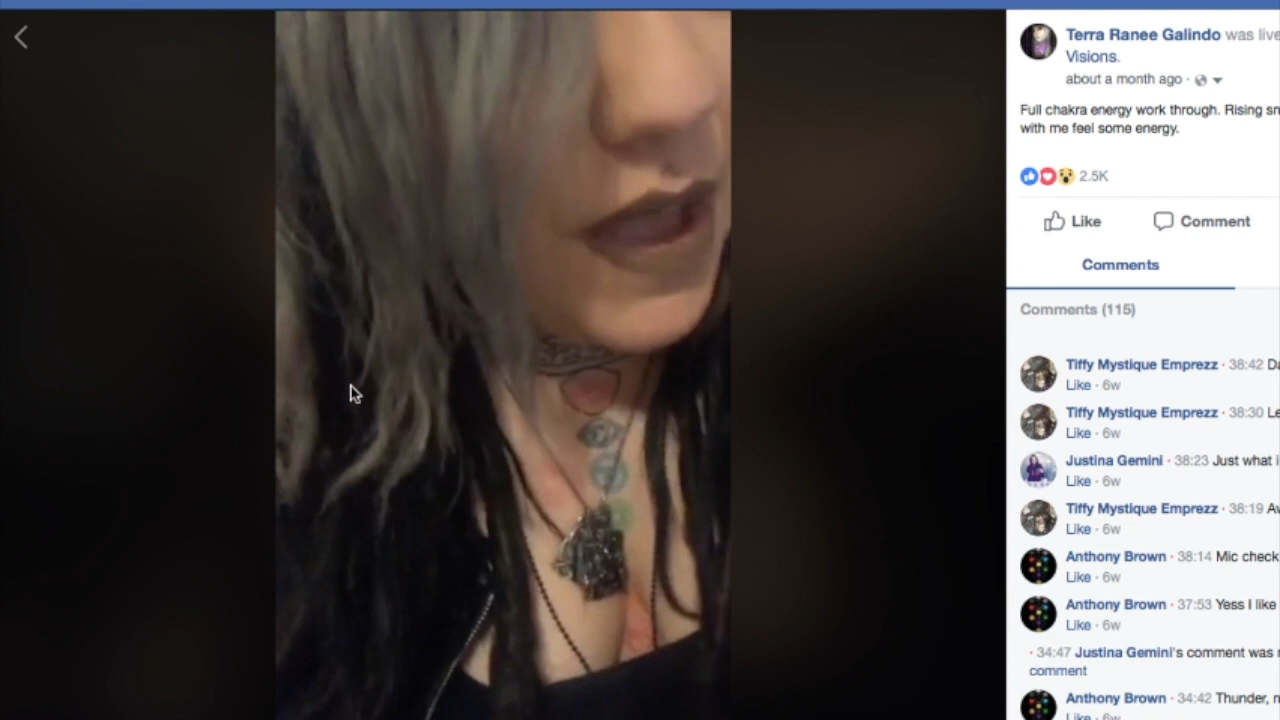 Terra Ranee Galindo was live
Visions.
about a month ago
Full chakra energy work through. Rising
with me feel some energy.
2.5K
Like Comment
Comments
Comments (115)
Tiffy Mystique Emprezz · 38:42
Like · 6w
Tiffy Mystique Emprezz · 38:30
Like · 6w
Justina Gemini · 38:23 Just what
Like · 6w
Tiffy Mystique Emprezz · 38:19
Like · 6w
Anthony Brown · 38:14 Mic check
Like · 6w
Anthony Brown · 37:53 Yess I like
Like · 6w
· 34:47 Justina Gemini's comment was
comment
Anthony Brown · 34:42 Thunder,
Like · 6w